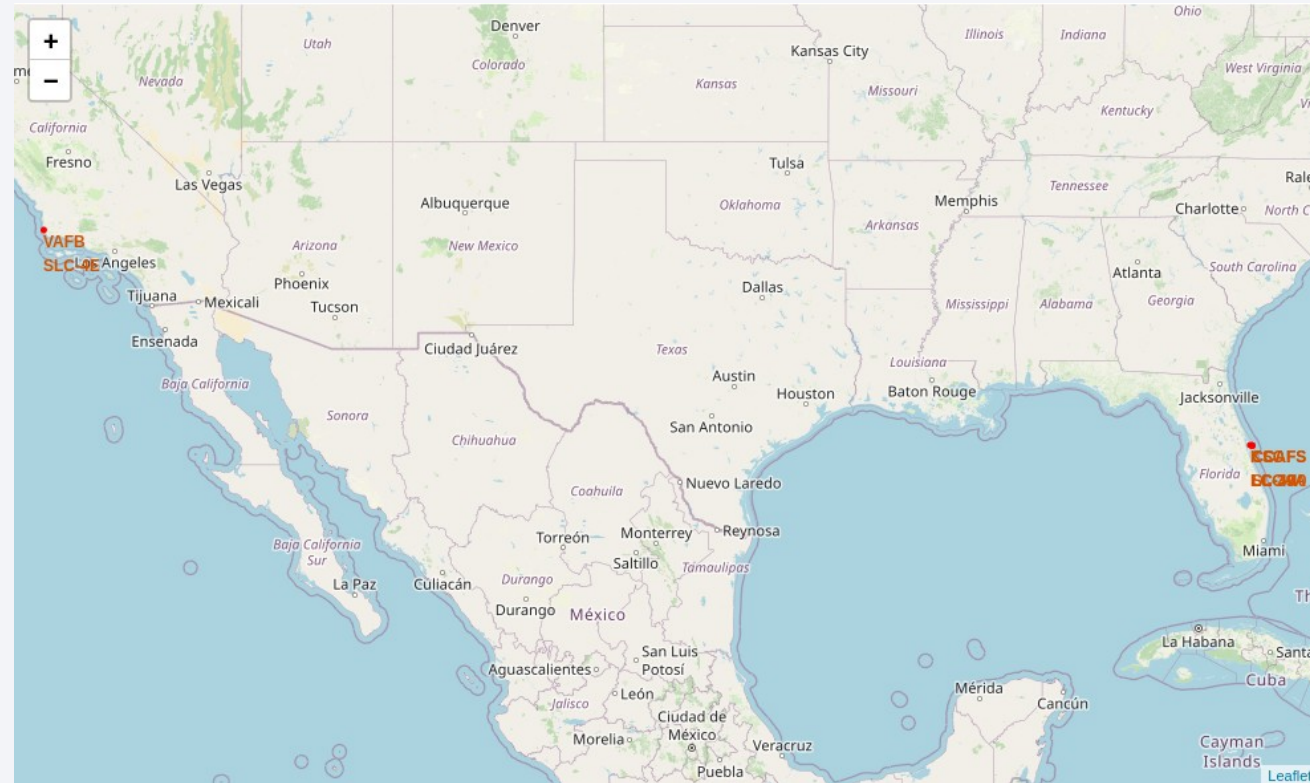 Ohio
Denver
+
Utah
Illinois
Indiana
Kansas City
Colorado
West Virginia
−
Nevada
Kansas
Missouri
Kentucky
California
Fresno
Tulsa
Las Vegas
Tennessee
Albuquerque
Memphis
Oklahoma
Charlotte
North C
Arkansas
VAFB
Arizona
New Mexico
SLC-4E
Los Angeles
South Carolina
Phoenix
Atlanta
Dallas
Tijuana
Mexicali
Tucson
Mississippi
Alabama
Georgia
Ensenada
Ciudad Juárez
Texas
Louisiana
Austin
Baja California
Houston
Baton Rouge
Jacksonville
Sonora
San Antonio
Chihuahua
CCAFS
Florida
Nuevo Laredo
Coahuila
Reynosa
Torreón
Monterrey
Baja California
Sur
Miami
Saltillo
Tamaulipas
La Paz
Culiacán
Durango
Durango
México
La Habana
San Luis
Potosí
Aguascalientes
Cuba
Mérida
León
Cancún
Jalisco
Ciudad de
México
Morelia
Veracruz
Cayman
Islands
Puebla
Leaflet